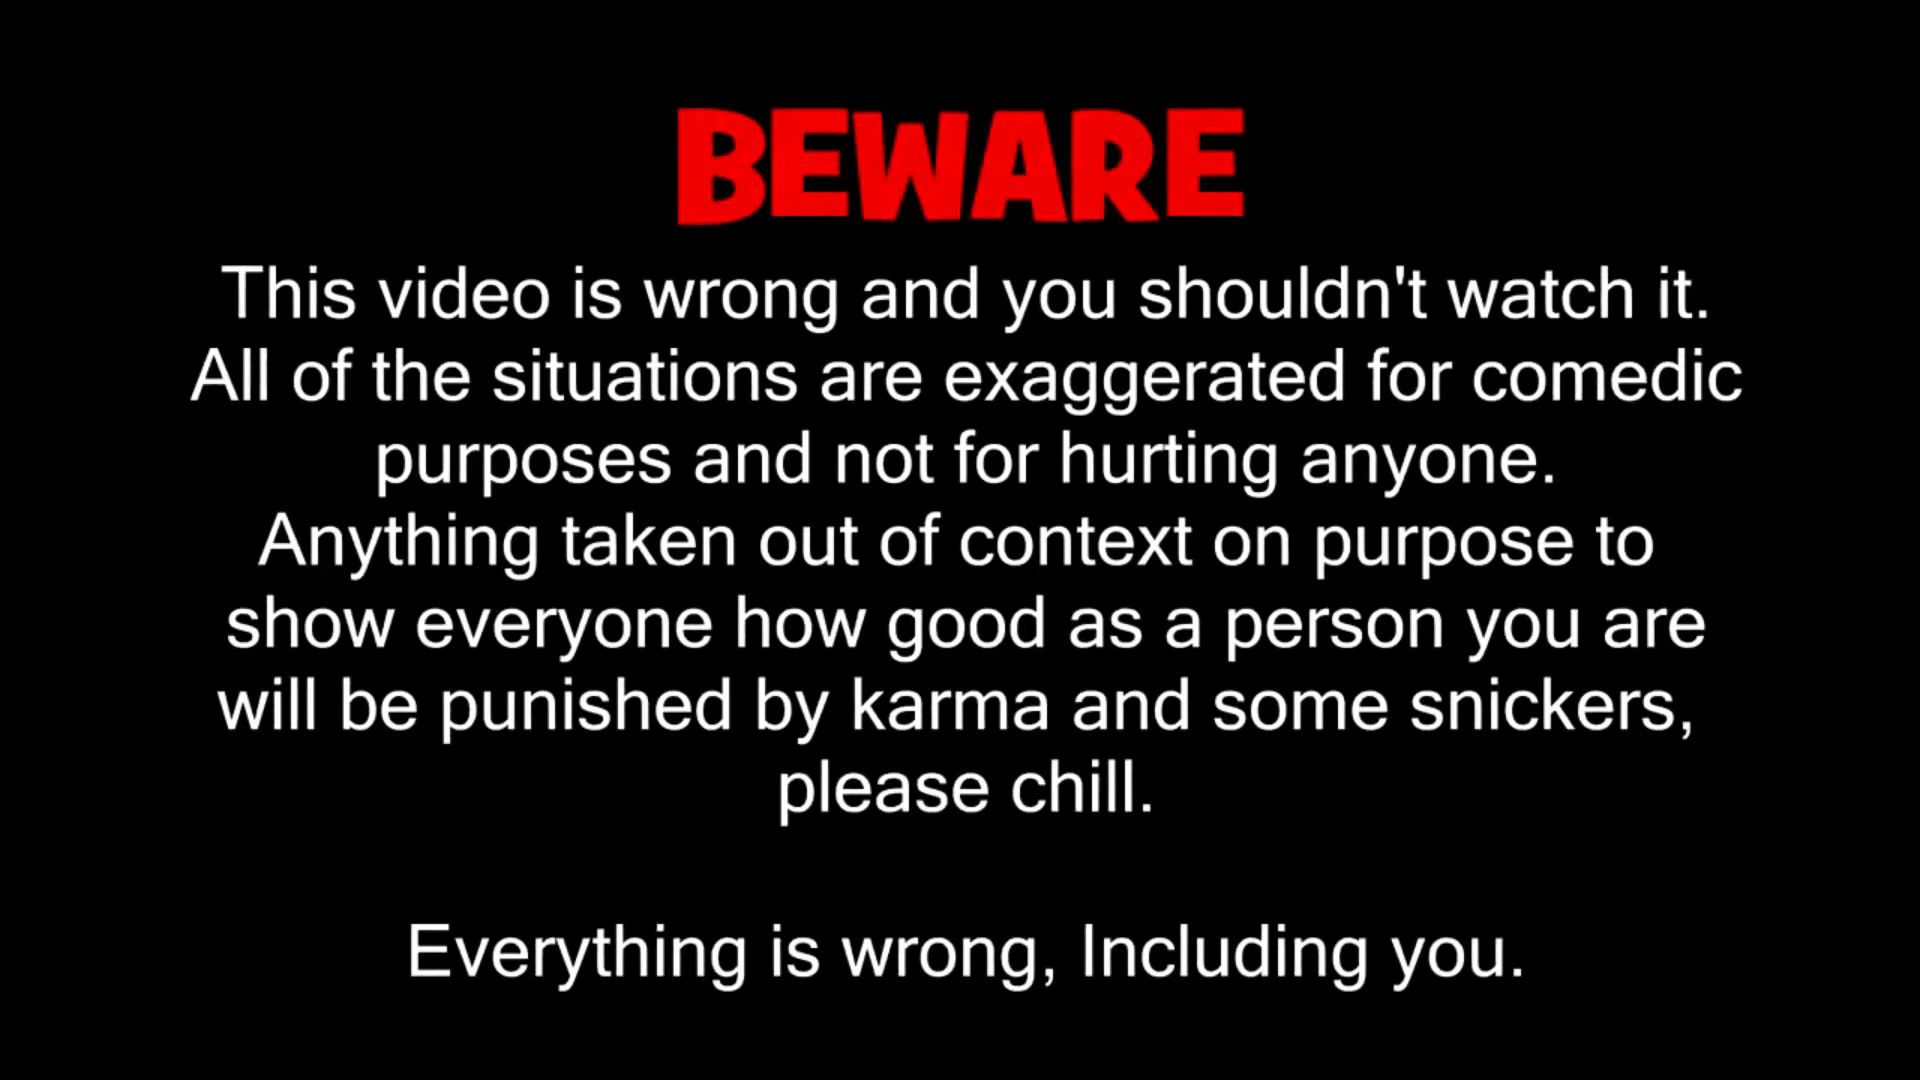 BEWARE
This video is wrong and you shouldn't watch it.
All of the situations are exaggerated for comedic
purposes and not for hurting anyone.
Anything taken out of context on purpose to
show everyone how good as a person you are
will be punished by karma and some snickers,
please chill.
Everything is wrong, Including you.